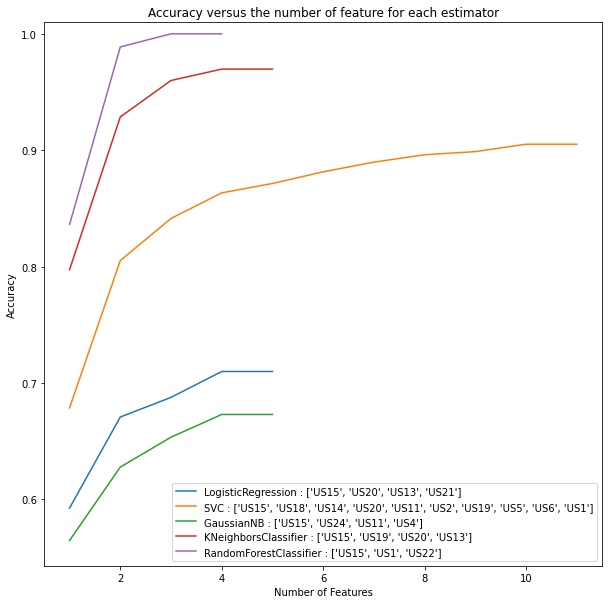 Accuracy versus the number of feature for each estimator
1.0
0.9
0.8
0.7
0.6
Accuracy
LogisticRegression : ['US15', 'US20', 'US13', 'US21']
SVC : ['US15', 'US18', 'US14', 'US20', 'US11', 'US2', 'US19', 'US5', 'US6', 'US1']
GaussianNB : ['US15', 'US24', 'US11', 'US4']
KNeighborsClassifier : ['US15', 'US19', 'US20', 'US13']
RandomForestClassifier : ['US15', 'US1', 'US22']
2 4 6 8 10
Number of Features